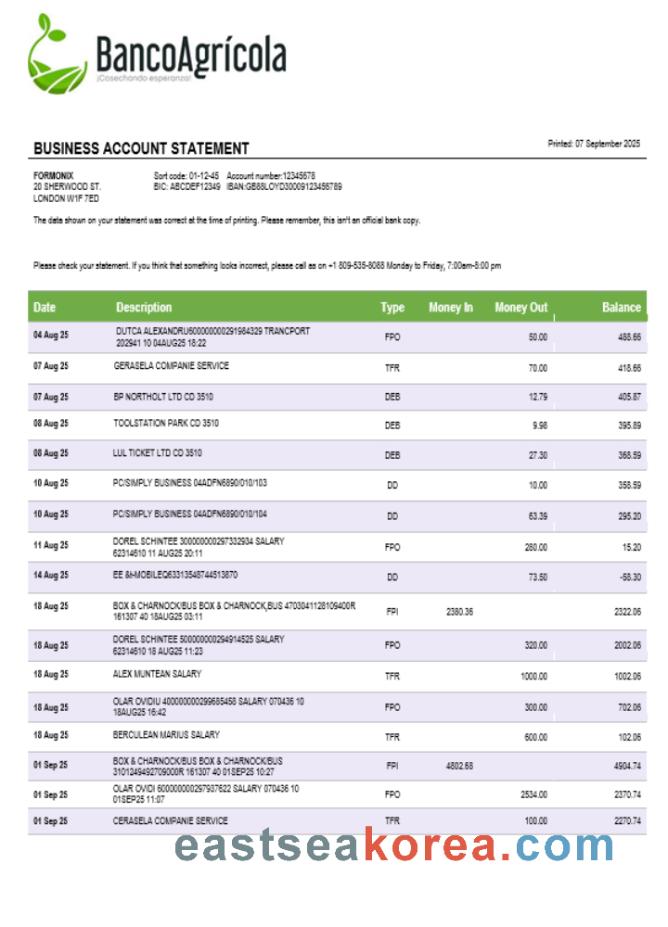 BancoAgrícola
¡Cosechando esperanza!
BUSINESS ACCOUNT STATEMENT
Printed: 07 September 2025
FORMONIX
20 SHERWOOD ST.
LONDON W1F 7ED
Sort code: 01-12-45 Account number:12345678
BIC: ABCDEF12349 IBAN:GB88LOYD30009123456789
The data shown on your statement was correct at the time of printing. Please remember, this isn't an official bank copy.
Please check your statement. If you think that something looks incorrect, please call as on +1 809-535-8088 Monday to Friday, 7:00am-8:00 pm
Date Description Type Money In Money Out Balance
04 Aug 25 DUTCA ALEXANDRU600000000291984329 TRANCPORT FPO 50.00 488.66
202941 10 04AUG25 18:22
07 Aug 25 GERASELA COMPANIE SERVICE TFR 70.00 418.66
07 Aug 25 BP NORTHOLT LTD CD 3510 DEB 12.79 405.87
08 Aug 25 TOOLSTATION PARK CD 3510 DEB 9.98 395.89
08 Aug 25 LUL TICKET LTD CD 3510 DEB 27.30 368.59
10 Aug 25 PC/SIMPLY BUSINESS 04ADFN6890/010/103 DD 10.00 358.59
10 Aug 25 PC/SIMPLY BUSINESS 04ADFN6890/010/104 DD 63.39 295.20
11 Aug 25 DOREL SCHINTEE 300000000297332934 SALARY FPO 280.00 15.20
62314610 11 AUG25 20:11
14 Aug 25 EE &MOBILEQ63313548744513870 DD 73.50 -58.30
18 Aug 25 BOX & CHARNOCK/BUS BOX & CHARNOCK,BUS 4703041128109400R FPI 2380.36 2322.06
161307 40 18AUG25 03:11
18 Aug 25 DOREL SCHINTEE 500000000294914525 SALARY FPO 320.00 2002.06
62314610 18 AUG25 11:23
18 Aug 25 ALEX MUNTEAN SALARY TFR 1000.00 1002.06
18 Aug 25 OLAR OVIDIU 400000000299685458 SALARY 070436 10 FPO 300.00 702.06
18AUG25 16:42
18 Aug 25 BERCULEAN MARIUS SALARY TFR 600.00 102.06
01 Sep 25 BOX & CHARNOCK/BUS BOX & CHARNOCK/BUS FPI 4802.68 4904.74
3101249492709000R 161307 40 01SEP25 10:27
01 Sep 25 OLAR OVIDI 600000000297937622 SALARY 070436 10 FPO 2534.00 2370.74
01SEP25 11:07
01 Sep 25 CERASELA COMPANIE SERVICE TFR 100.00 2270.74
eastseakorea.com